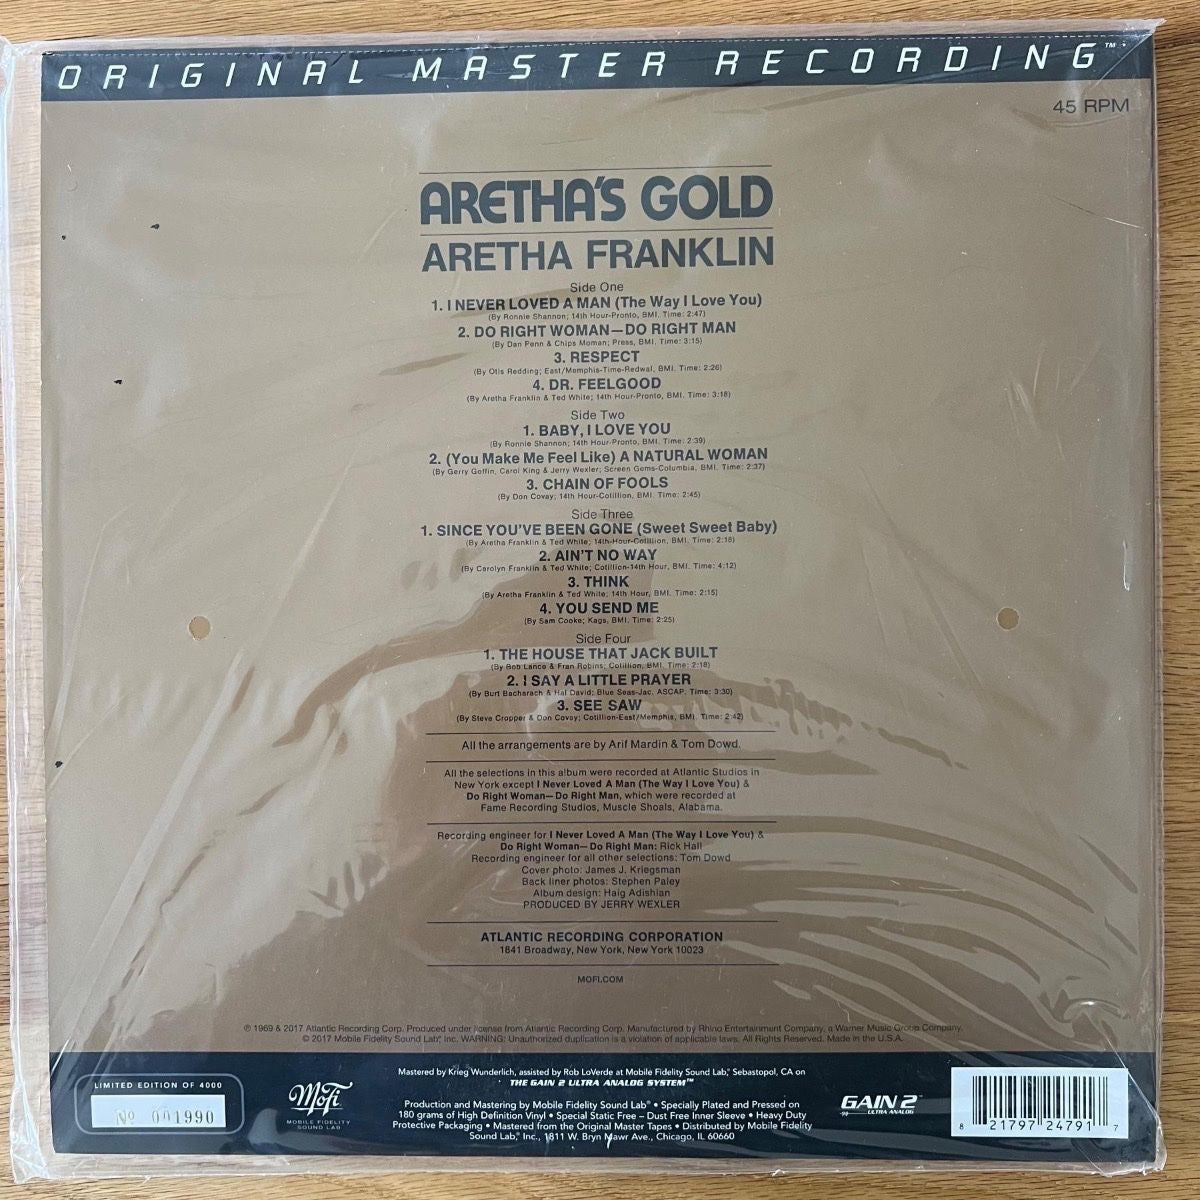 ORIGINAL MASTER RECORDING™
45 RPM
ARETHA'S GOLD
ARETHA FRANKLIN
Side One
1. I NEVER LOVED A MAN (The Way I Love You)
(By Ronnie Shannon; 14th Hour-Pronto, BMI. Time: 2:47)
2. DO RIGHT WOMAN—DO RIGHT MAN
(By Dan Penn & Chips Moman; Press, BMI. Time: 3:15)
3. RESPECT
(By Otis Redding; East/Memphis-Time-Redwal, BMI. Time: 2:26)
4. DR. FEELGOOD
(By Aretha Franklin & Ted White; 14th Hour-Pronto, BMI. Time: 3:18)
Side Two
1. BABY, I LOVE YOU
(By Ronnie Shannon; 14th Hour-Pronto, BMI. Time: 2:39)
2. (You Make Me Feel Like) A NATURAL WOMAN
(By Gerry Goffin, Carol King & Jerry Wexler; Screen Gems-Columbia, BMI. Time: 2:37)
3. CHAIN OF FOOLS
(By Don Covay; 14th Hour-Cotillion, BMI. Time: 2:45)
Side Three
1. SINCE YOU'VE BEEN GONE (Sweet Sweet Baby)
(By Aretha Franklin & Ted White; 14th-Hour-Cotillion, BMI. Time: 2:18)
2. AIN'T NO WAY
(By Carolyn Franklin & Ted White; Cotillion-14th Hour, BMI. Time: 4:12)
3. THINK
(By Aretha Franklin & Ted White; 14th Hour, BMI. Time: 2:15)
4. YOU SEND ME
(By Sam Cooke; Kags, BMI. Time: 2:25)
Side Four
1. THE HOUSE THAT JACK BUILT
(By Bob Lance & Fran Robins; Cotillion, BMI. Time: 2:18)
2. I SAY A LITTLE PRAYER
(By Burt Bacharach & Hal David; Blue Seas-Jac, ASCAP. Time: 3:30)
3. SEE SAW
(By Steve Cropper & Don Covay; Cotillion-East/Memphis, BMI. Time: 2:42)
All the arrangements are by Arif Mardin & Tom Dowd.
All the selections in this album were recorded at Atlantic Studios in
New York except I Never Loved A Man (The Way I Love You) &
Do Right Woman—Do Right Man, which were recorded at
Fame Recording Studios, Muscle Shoals, Alabama.
Recording engineer for I Never Loved A Man (The Way I Love You) &
Do Right Woman—Do Right Man: Rick Hall
Recording engineer for all other selections: Tom Dowd
Cover photo: James J. Kriegsman
Back liner photos: Stephen Paley
Album design: Haig Adishian
PRODUCED BY JERRY WEXLER
ATLANTIC RECORDING CORPORATION
1841 Broadway, New York, New York 10023
MOFI.COM
℗ 1969 & 2017 Atlantic Recording Corp. Produced under license from Atlantic Recording Corp. Manufactured by Rhino Entertainment Company, a Warner Music Group Company.
© 2017 Mobile Fidelity Sound Lab, Inc. WARNING: Unauthorized duplication is a violation of applicable laws. All Rights Reserved. Made in the U.S.A.
LIMITED EDITION OF 4000
Nº 001990
MoFi
MOBILE FIDELITY
SOUND LAB
Mastered by Krieg Wunderlich, assisted by Rob LoVerde at Mobile Fidelity Sound Lab,® Sebastopol, CA on
THE GAIN 2 ULTRA ANALOG SYSTEM™
Production and Mastering by Mobile Fidelity Sound Lab® • Specially Plated and Pressed on
180 grams of High Definition Vinyl • Special Static Free - Dust Free Inner Sleeve • Heavy Duty
Protective Packaging • Mastered from the Original Master Tapes • Distributed by Mobile Fidelity
Sound Lab,® Inc., 1811 W. Bryn Mawr Ave., Chicago, IL 60660
GAIN 2™
ULTRA ANALOG
8 21797 24791 7